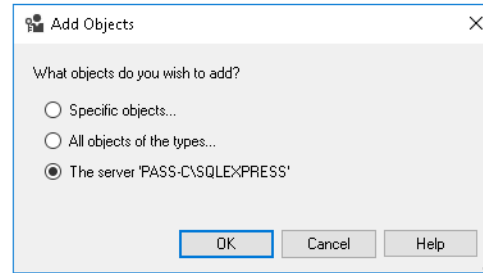 Add Objects
What objects do you wish to add?
Specific objects...
All objects of the types...
The server 'PASS-C\SQLEXPRESS'
OK Cancel Help